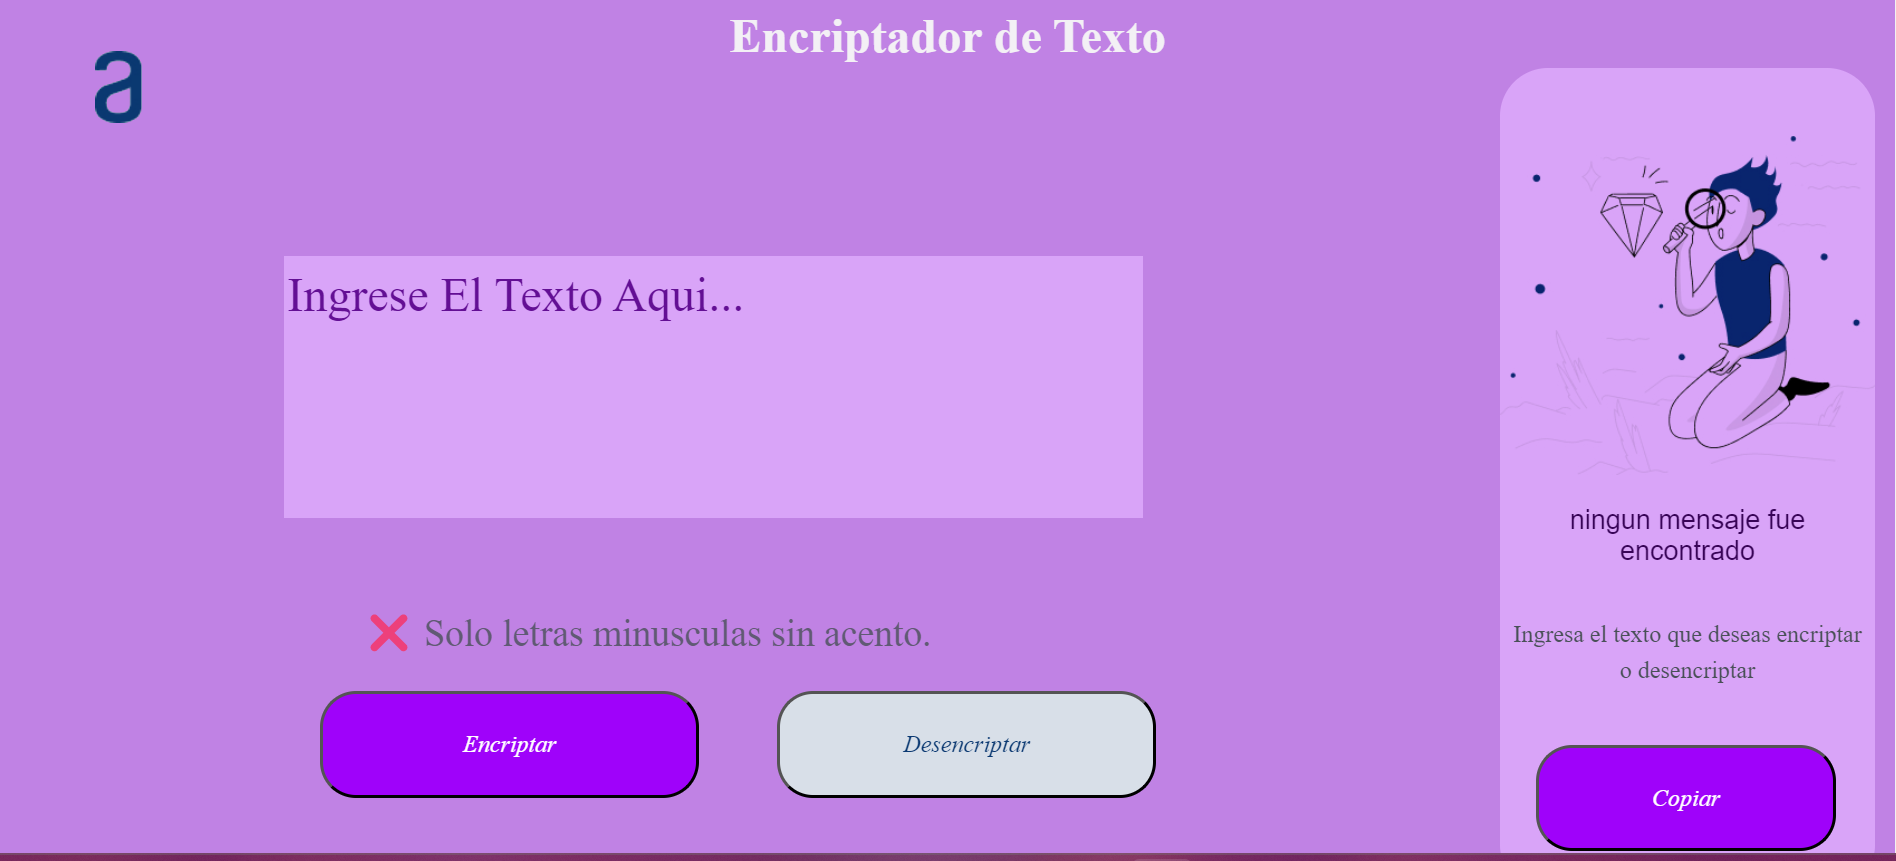 Encriptador de Texto
a
Ingrese El Texto Aqui...
❌ Solo letras minusculas sin acento.
Encriptar
Desencriptar
ningun mensaje fue
encontrado
Ingresa el texto que deseas encriptar
o desencriptar
Copiar